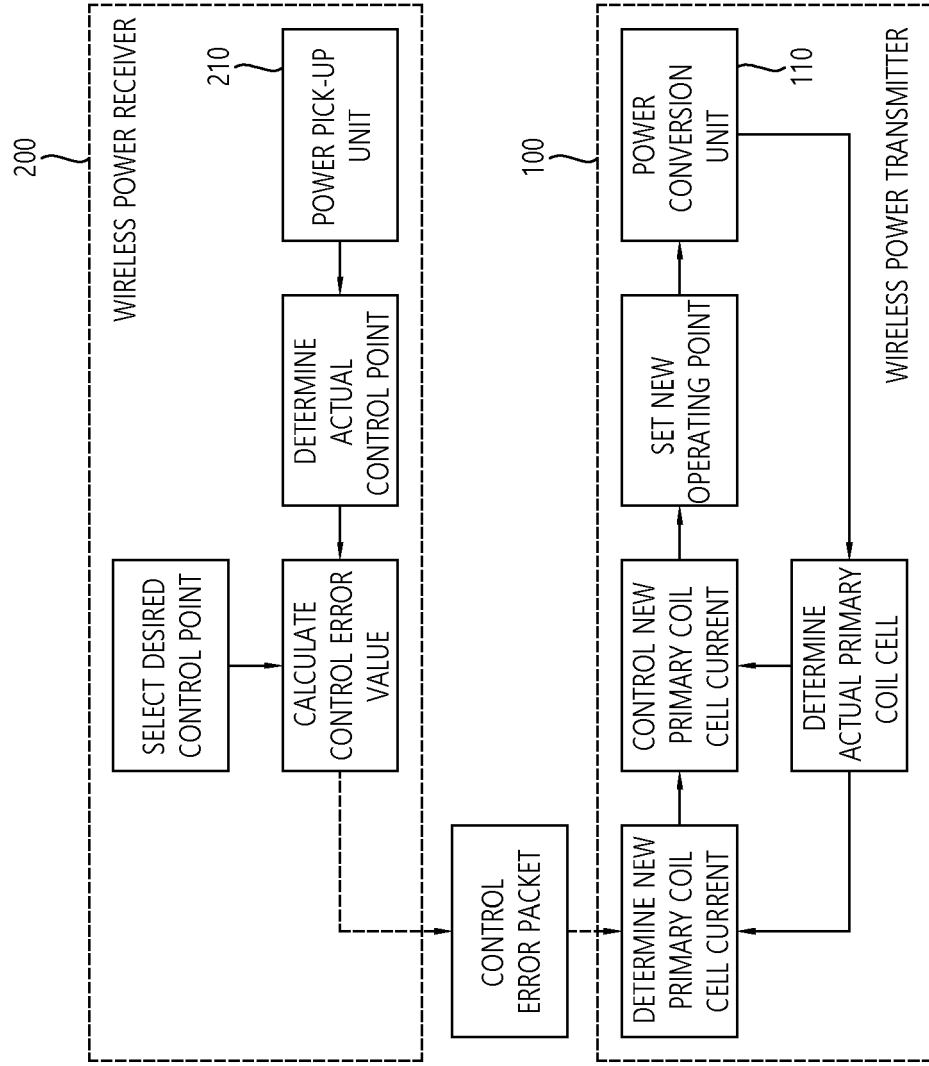 200
WIRELESS POWER RECEIVER
SELECT DESIRED
CONTROL POINT
210
CALCULATE
CONTROL ERROR
VALUE
DETERMINE
ACTUAL
CONTROL POINT
POWER PICK-UP
UNIT
CONTROL
ERROR PACKET
100
DETERMINE NEW
PRIMARY COIL
CELL CURRENT
CONTROL NEW
PRIMARY COIL
CELL CURRENT
SET NEW
OPERATING POINT
POWER
CONVERSION
UNIT
110
DETERMINE
ACTUAL PRIMARY
COIL CELL
WIRELESS POWER TRANSMITTER